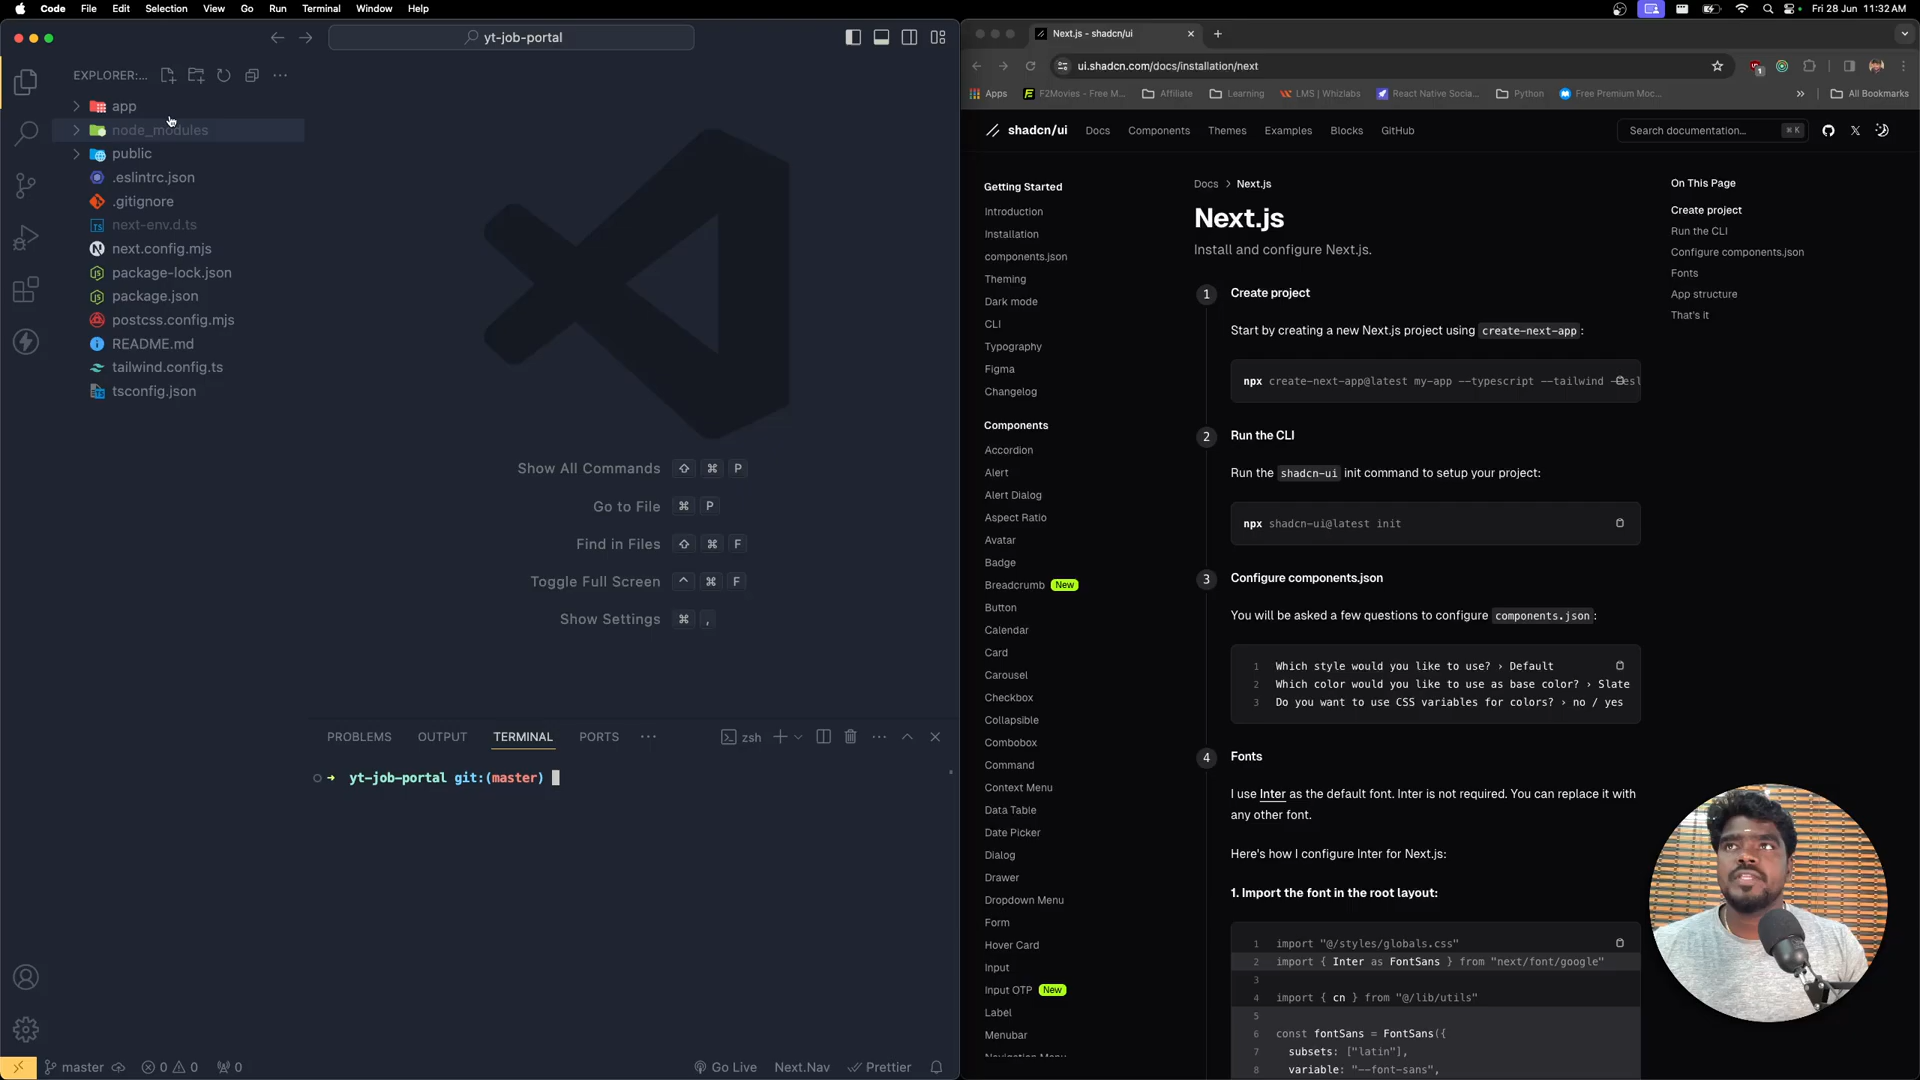 Code File Edit Selection View Go Run Terminal Window Help
Fri 28 Jun 11:32 AM
yt-job-portal
EXPLORER:...
app
node_modules
public
.eslintrc.json
.gitignore
next-env.d.ts
next.config.mjs
package-lock.json
package.json
postcss.config.mjs
README.md
tailwind.config.ts
tsconfig.json
Show All Commands ⇧ ⌘ P
Go to File ⌘ P
Find in Files ⇧ ⌘ F
Toggle Full Screen ^ ⌘ F
Show Settings ⌘ ,
PROBLEMS OUTPUT TERMINAL PORTS ··· zsh
→ yt-job-portal git:(master)
master 0 0 0 Go Live Next.Nav Prettier
Next.js - shadcn/ui
ui.shadcn.com/docs/installation/next
1
Apps F2Movies - Free M... Affiliate Learning LMS | Whizlabs React Native Socia... Python Free Premium Moc... » All Bookmarks
shadcn/ui Docs Components Themes Examples Blocks GitHub Search documentation... ⌘ K
Getting Started
Introduction
Installation
components.json
Theming
Dark mode
CLI
Typography
Figma
Changelog
Components
Accordion
Alert
Alert Dialog
Aspect Ratio
Avatar
Badge
Breadcrumb New
Button
Calendar
Card
Carousel
Checkbox
Collapsible
Combobox
Command
Context Menu
Data Table
Date Picker
Dialog
Drawer
Dropdown Menu
Form
Hover Card
Input
Input OTP New
Label
Menubar
Navigation Menu
Docs > Next.js
Next.js
Install and configure Next.js.
1 Create project
Start by creating a new Next.js project using create-next-app:
npx create-next-app@latest my-app --typescript --tailwind --esl
2 Run the CLI
Run the shadcn-ui init command to setup your project:
npx shadcn-ui@latest init
3 Configure components.json
You will be asked a few questions to configure components.json:
1 Which style would you like to use? › Default
2 Which color would you like to use as base color? › Slate
3 Do you want to use CSS variables for colors? › no / yes
4 Fonts
I use Inter as the default font. Inter is not required. You can replace it with
any other font.
Here's how I configure Inter for Next.js:
1. Import the font in the root layout:
1 import "@/styles/globals.css"
2 import { Inter as FontSans } from "next/font/google"
3
4 import { cn } from "@/lib/utils"
5
6 const fontSans = FontSans({
7 subsets: ["latin"],
8 variable: "--font-sans",
On This Page
Create project
Run the CLI
Configure components.json
Fonts
App structure
That's it